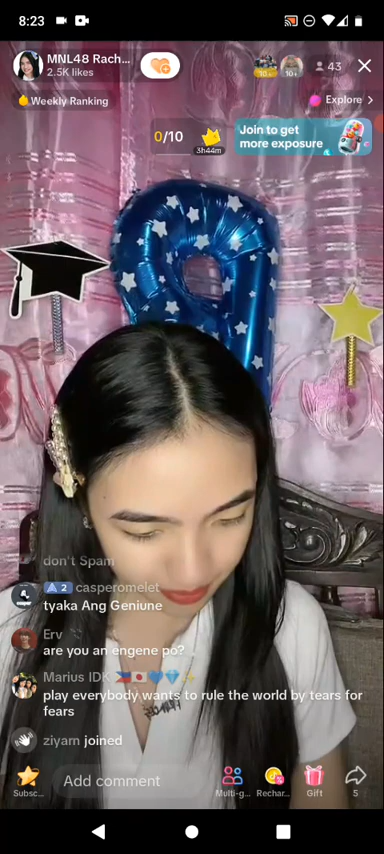 8:23
MNL48 Rach...
2.5K likes
10+
10+
43
Weekly Ranking
Explore
0/10
3h44m
Join to get
more exposure
don't Spam
2 casperomelet
tyaka Ang Geniune
Erv
are you an engene po?
Marius IDK
play everybody wants to rule the world by tears for
fears
ziyam joined
Subsc...
Add comment
Multi-g...
Rechar...
Gift
5